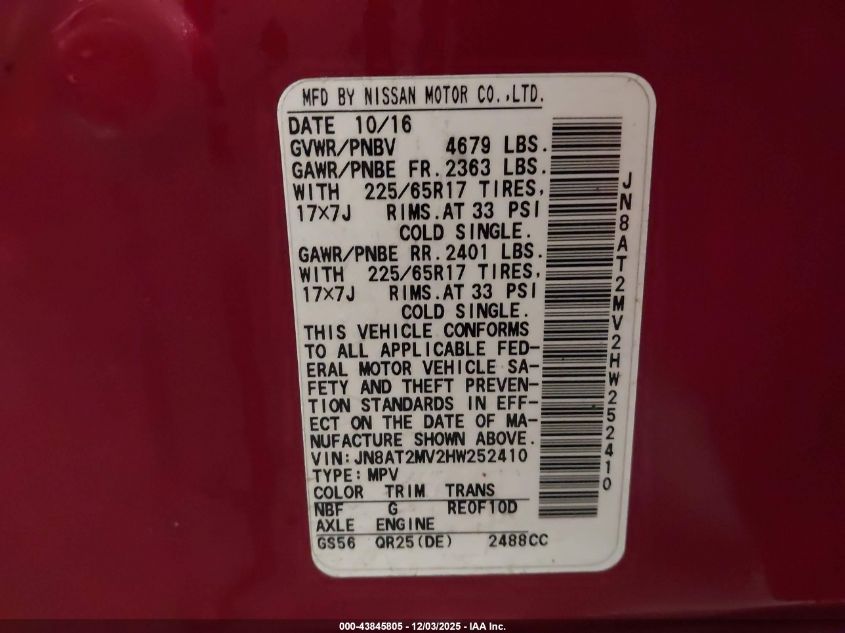 MFD BY NISSAN MOTOR CO.,LTD.
DATE 10/16
GVWR/PNBV 4679 LBS.
GAWR/PNBE FR. 2363 LBS.
WITH 225/65R17 TIRES,
17×7J RIMS. AT 33 PSI
COLD SINGLE.
GAWR/PNBE RR. 2401 LBS.
WITH 225/65R17 TIRES,
17×7J RIMS. AT 33 PSI
COLD SINGLE.
THIS VEHICLE CONFORMS
TO ALL APPLICABLE FED-
ERAL MOTOR VEHICLE SA-
FETY AND THEFT PREVEN-
TION STANDARDS IN EFF-
ECT ON THE DATE OF MA-
NUFACTURE SHOWN ABOVE.
VIN:JN8AT2MV2HW252410
TYPE:MPV
COLOR TRIM TRANS
NBF G RE0F10D
AXLE ENGINE
GS56 QR25(DE) 2488CC
JN8AT2MV2HW252410
000-43845805 - 12/03/2025 - IAA Inc.